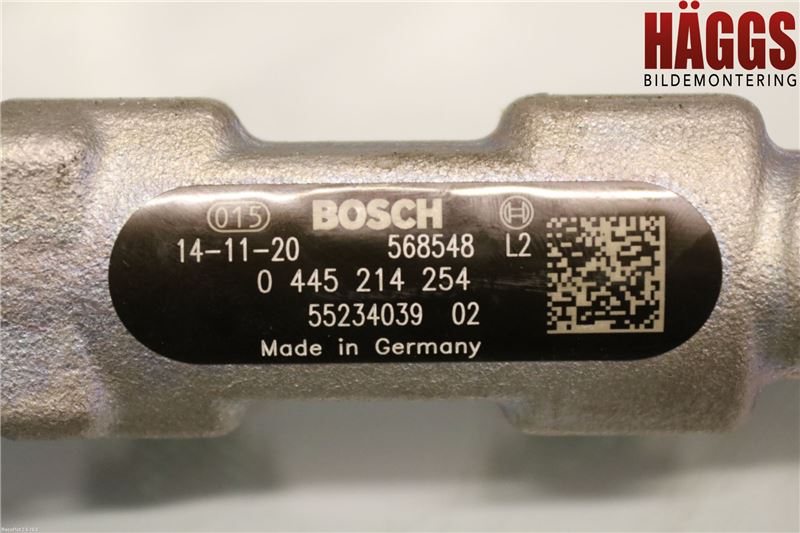 HÄGGS
BILDEMONTERING
015 BOSCH
14-11-20 568548 L2
0 445 214 254
55234039 02
Made in Germany